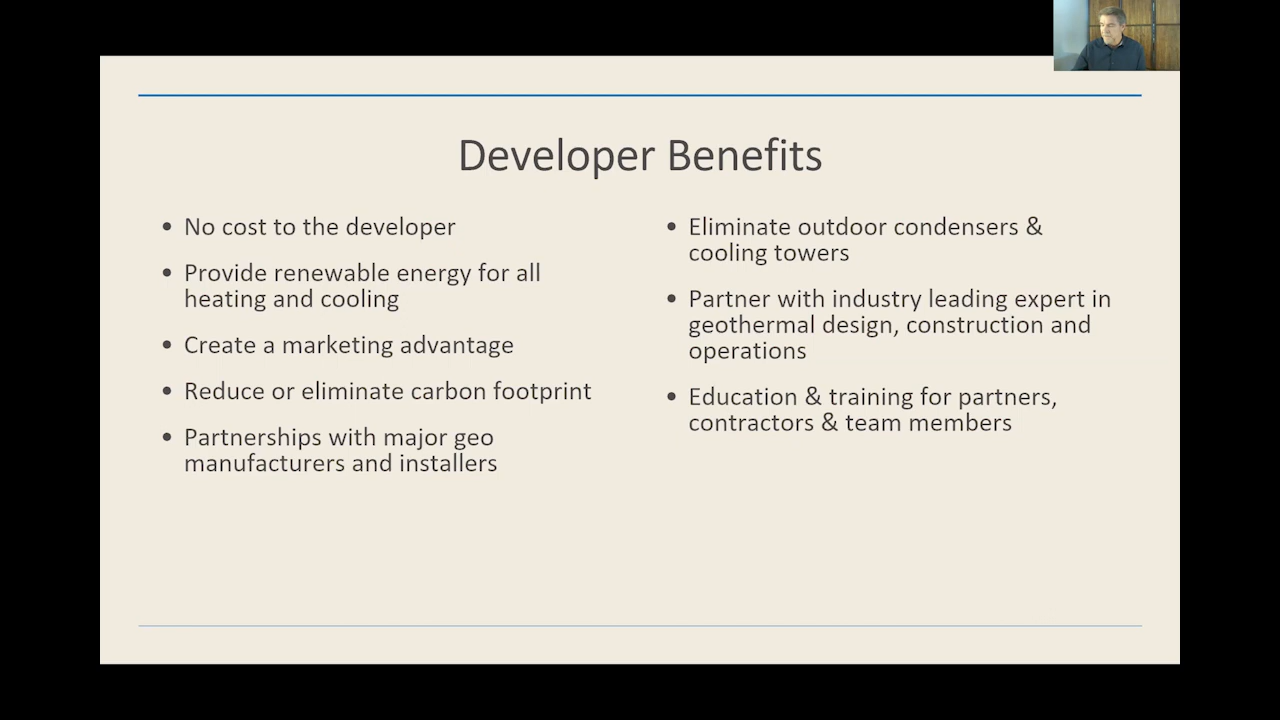 Developer Benefits
• No cost to the developer
• Provide renewable energy for all
heating and cooling
• Create a marketing advantage
• Reduce or eliminate carbon footprint
• Partnerships with major geo
manufacturers and installers
• Eliminate outdoor condensers &
cooling towers
• Partner with industry leading expert in
geothermal design, construction and
operations
• Education & training for partners,
contractors & team members